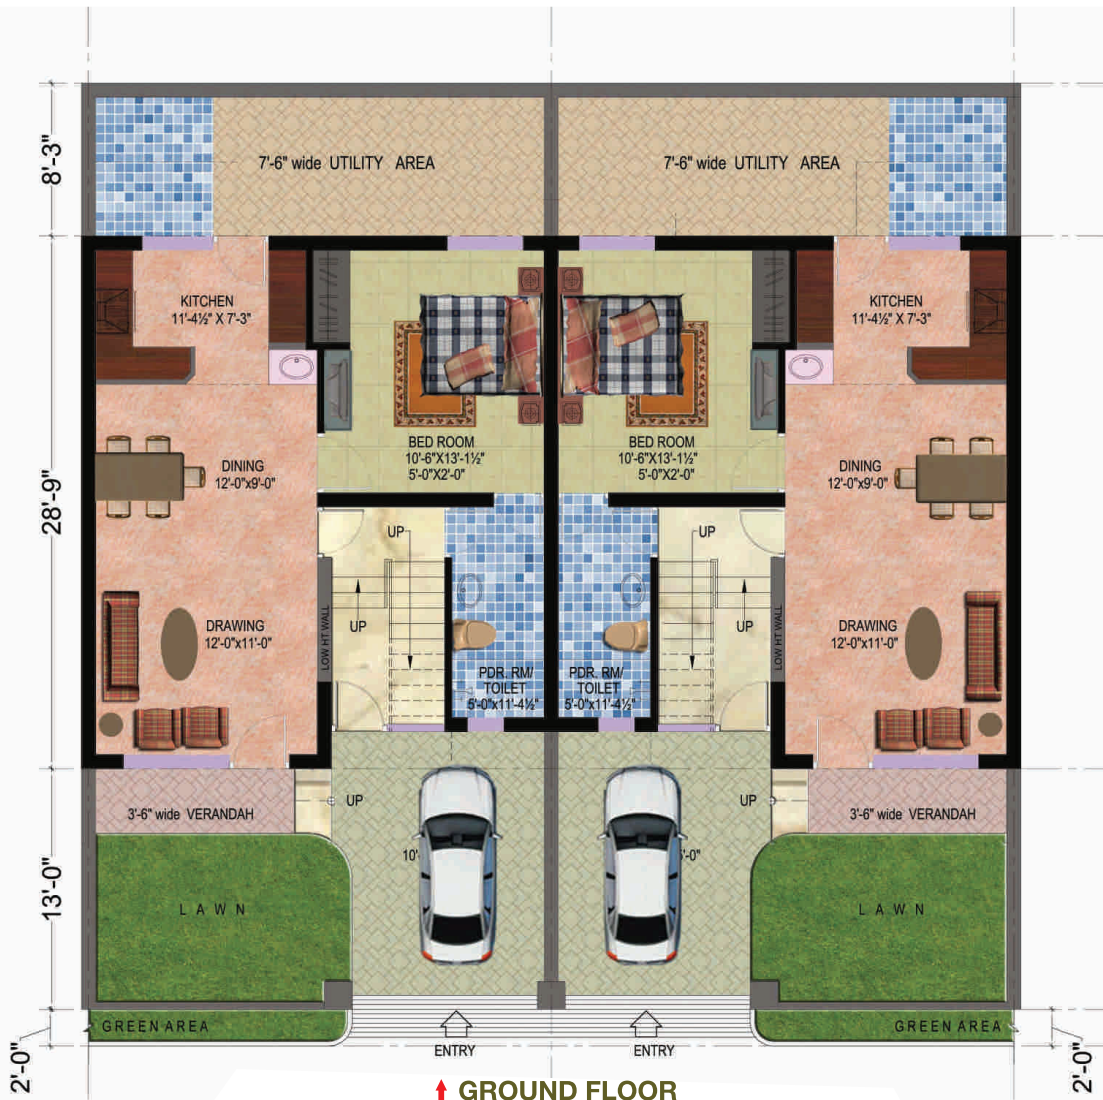 8'-3"
7'-6" wide UTILITY AREA
7'-6" wide UTILITY AREA
KITCHEN
11'-4½" X 7'-3"
KITCHEN
11'-4½" X 7'-3"
28'-9"
BED ROOM
10'-6"X13'-1½"
5'-0"X2'-0"
BED ROOM
10'-6"X13'-1½"
5'-0"X2'-0"
DINING
12'-0"x9'-0"
DINING
12'-0"x9'-0"
UP
UP
UP
UP
LOW HT WALL
LOW HT WALL
DRAWING
12'-0"x11'-0"
DRAWING
12'-0"x11'-0"
PDR. RM/
TOILET
5'-0"x11'-4½"
PDR. RM/
TOILET
5'-0"x11'-4½"
UP
UP
3'-6" wide VERANDAH
3'-6" wide VERANDAH
13'-0"
10'-
'-0"
LAWN
LAWN
GREEN AREA
GREEN AREA
2'-0"
2'-0"
ENTRY
ENTRY
GROUND FLOOR